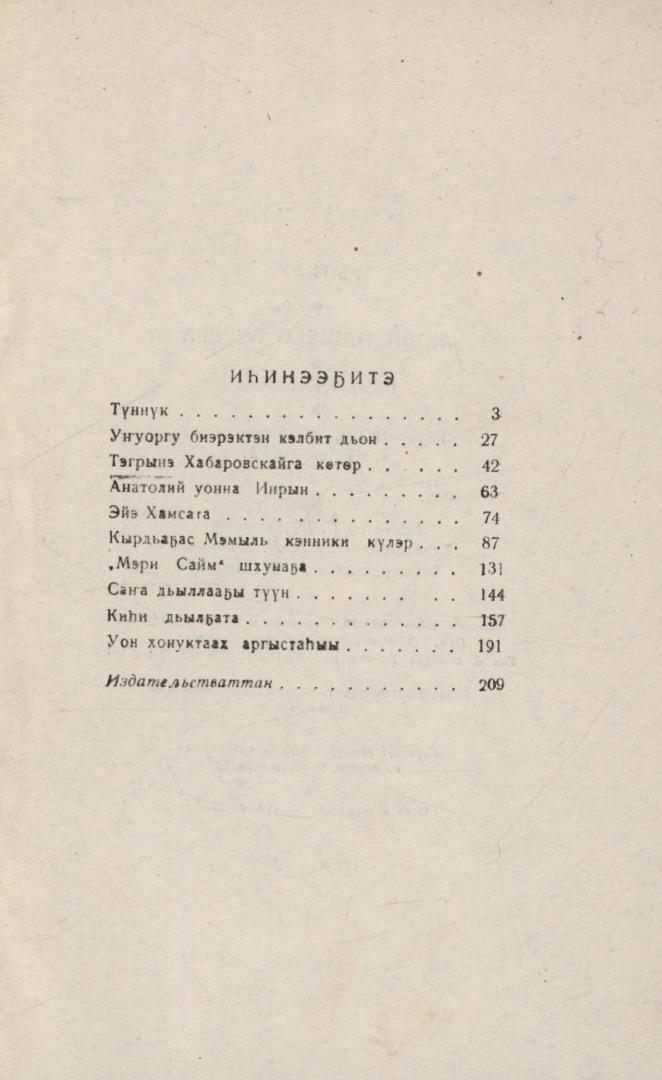 ИҺИНЭЭҔИТЭ
Түннүк . . . . . . . . . . . . . . . . . 3
Уҥуоргу биэрэктэн кэлбит дьон . . . . . 27
Тэгрынэ Хабаровскайга көтөр . . . . . . 42
Анатолий уонна Инрын . . . . . . . . . . 63
Эйэ Хамсага . . . . . . . . . . . . . . 74
Кырдьаҕас Мэмыль кэнники күлэр . . . 87
„Мэри Сайм“ шхунаҕа . . . . . . . . . . 131
Саҥа дьыллааҕы түүн . . . . . . . . . 144
Киһи дьылҕата . . . . . . . . . . . . . 157
Уон хонуктаах аргыстаһыы . . . . . . . 191
Издательстваттан . . . . . . . . . . . 209